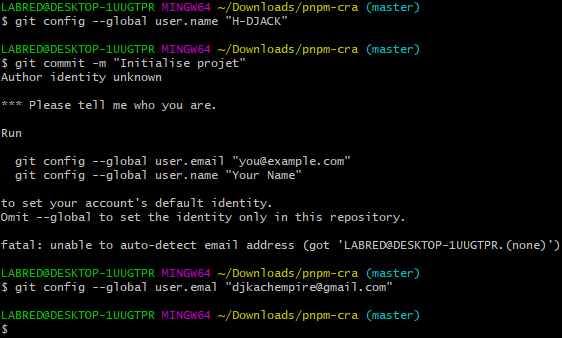 LABRED@DESKTOP-1UUGTPR MINGW64 ~/Downloads/pnpm-cra (master)
$ git config --global user.name "H-DJACK"
LABRED@DESKTOP-1UUGTPR MINGW64 ~/Downloads/pnpm-cra (master)
$ git commit -m "Initialise projet"
Author identity unknown
*** Please tell me who you are.
Run
git config --global user.email "you@example.com"
git config --global user.name "Your Name"
to set your account's default identity.
Omit --global to set the identity only in this repository.
fatal: unable to auto-detect email address (got 'LABRED@DESKTOP-1UUGTPR.(none)')
LABRED@DESKTOP-1UUGTPR MINGW64 ~/Downloads/pnpm-cra (master)
$ git config --global user.emal "djkachempire@gmail.com"
LABRED@DESKTOP-1UUGTPR MINGW64 ~/Downloads/pnpm-cra (master)
$